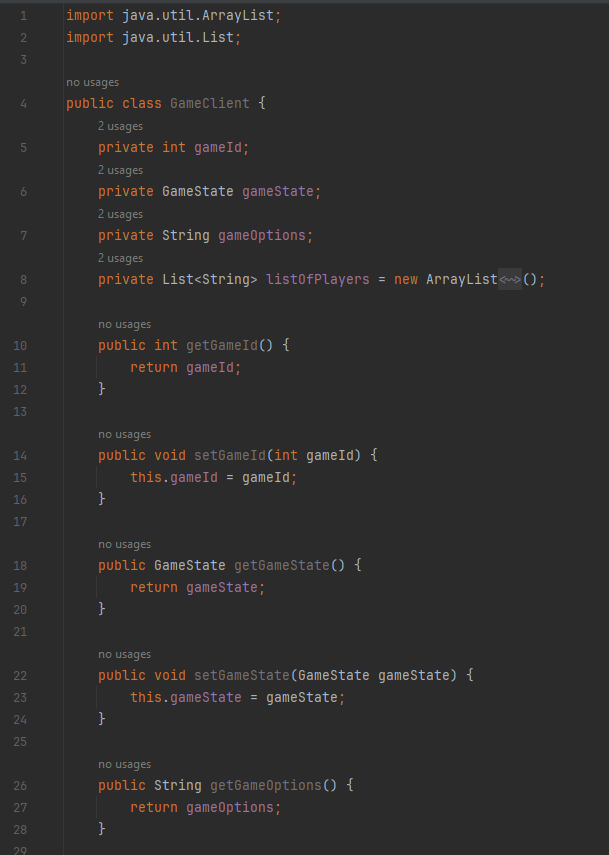 1 import java.util.ArrayList;
2 import java.util.List;
3
no usages
4 public class GameClient {
2 usages
5 private int gameId;
2 usages
6 private GameState gameState;
2 usages
7 private String gameOptions;
2 usages
8 private List<String> listOfPlayers = new ArrayList<~>();
9
no usages
10 public int getGameId() {
11 return gameId;
12 }
13
no usages
14 public void setGameId(int gameId) {
15 this.gameId = gameId;
16 }
17
no usages
18 public GameState getGameState() {
19 return gameState;
20 }
21
no usages
22 public void setGameState(GameState gameState) {
23 this.gameState = gameState;
24 }
25
no usages
26 public String getGameOptions() {
27 return gameOptions;
28 }
29